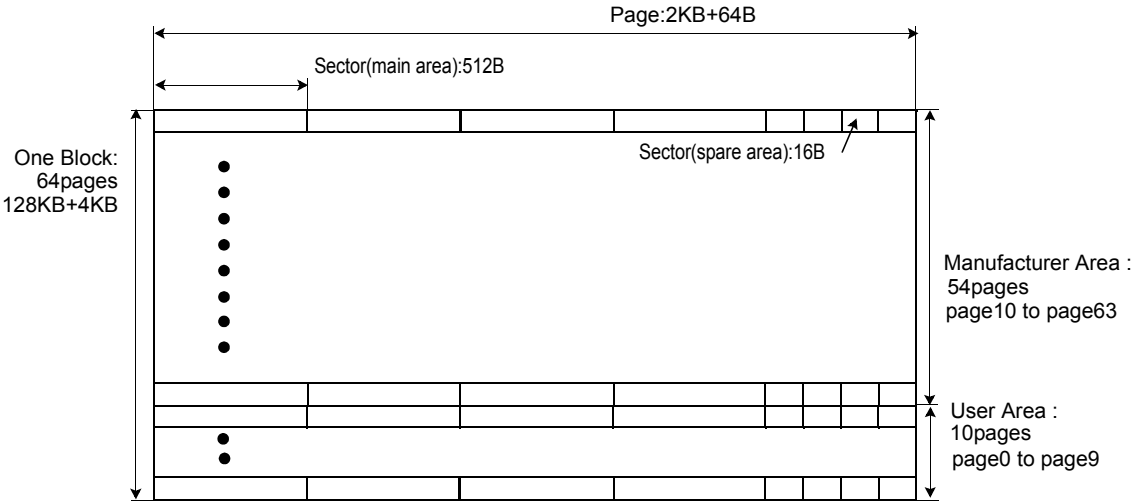 Page:2KB+64B
Sector(main area):512B
One Block:
64pages
128KB+4KB
Sector(spare area):16B
Manufacturer Area :
54pages
page10 to page63
User Area :
10pages
page0 to page9